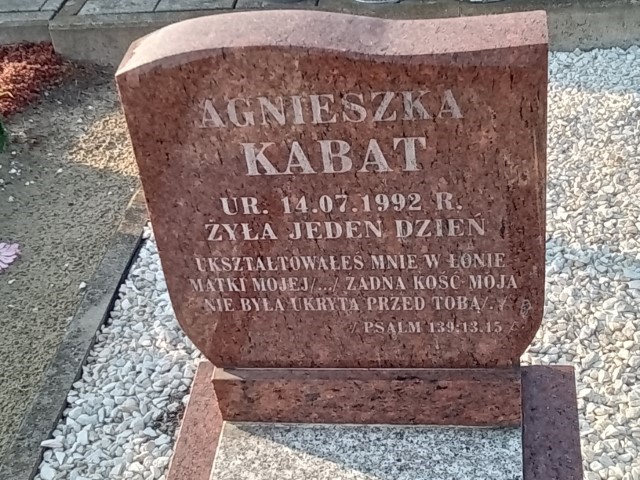 AGNIESZKA
KABAT
UR. 14.07.1992 R.
ŻYŁA JEDEN DZIEŃ
UKSZTAŁTOWAŁEŚ MNIE W ŁONIE
MATKI MOJEJ/.../ ŻADNA KOŚĆ MOJA
NIE BYŁA UKRYTA PRZED TOBĄ/../
/ PSALM 139:13.15 /